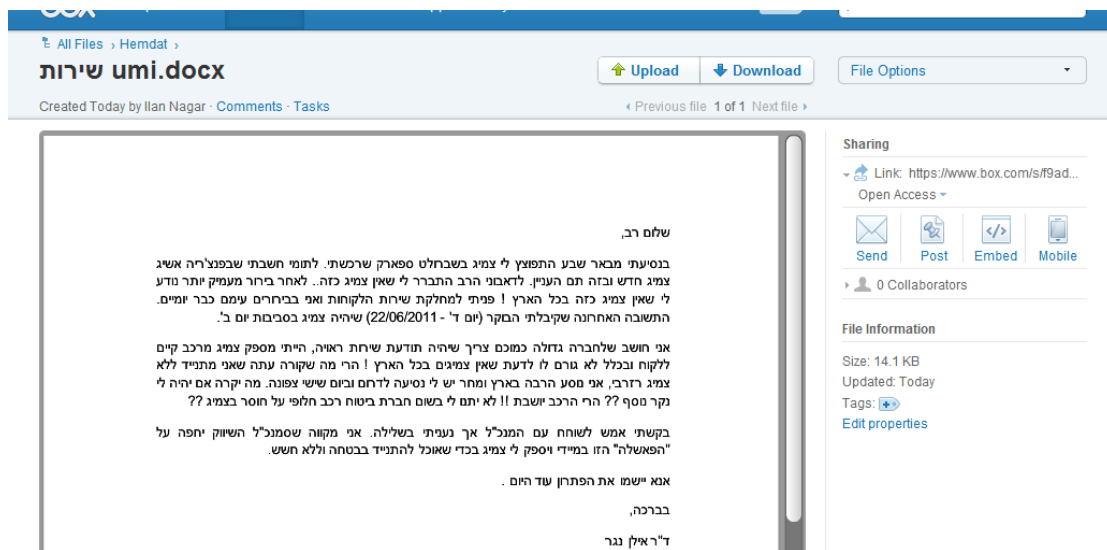 All Files › Hemdat ›
שירות umi.docx
Upload
Download
File Options
Created Today by Ilan Nagar · Comments · Tasks
Previous file 1 of 1 Next file
שלום רב,
בנסיעתי מבאר שבע התפוצץ לי צמיג בשברולט ספארק שרכשתי. לתומי חשבתי שבפנצ'ריה אשיג
צמיג חדש ובזה תם העניין. לדאבוני הרב התברר לי שאין צמיג כזה.. לאחר בירור מעמיק יותר נודע
לי שאין צמיג כזה בכל הארץ ! פניתי למחלקת שירות הלקוחות ואני בבירורים עימם כבר יומיים.
התשובה האחרונה שקיבלתי הבוקר (יום ד' - 22/06/2011) שיהיה צמיג בסביבות יום ב'.
אני חושב שלחברה גדולה כמוכם צריך שיהיה תודעת שירות ראויה, הייתי מספק צמיג מרכב קיים
ללקוח ובכלל לא גורם לו לדעת שאין צמיגים בכל הארץ ! הרי מה שקורה עתה שאני מתנייד ללא
צמיג רזרבי, אני נוסע הרבה בארץ ומחר יש לי נסיעה לדרום וביום שישי צפונה. מה יקרה אם יהיה לי
נקר נוסף ?? הרי הרכב יושבת !! לא יתנו לי בשום חברת ביטוח רכב חלופי על חוסר בצמיג ??
בקשתי אמש לשוחח עם המנכ"ל אך נעניתי בשלילה. אני מקווה שסמנכ"ל השיווק יחפה על
"הפאשלה" הזו במיידי ויספק לי צמיג בכדי שאוכל להתנייד בבטחה וללא חשש.
אנא יישמו את הפתרון עוד היום .
בברכה,
ד"ר אילן נגר
Sharing
Link: https://www.box.com/s/f9ad...
Open Access
Send
Post
Embed
Mobile
0 Collaborators
File Information
Size: 14.1 KB
Updated: Today
Tags:
Edit properties